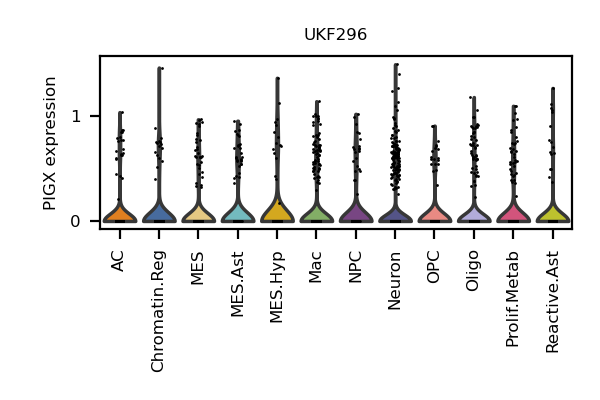 UKF296
PIGX expression
1
0
AC
Chromatin.Reg
MES
MES.Ast
MES.Hyp
Mac
NPC
Neuron
OPC
Oligo
Prolif.Metab
Reactive.Ast